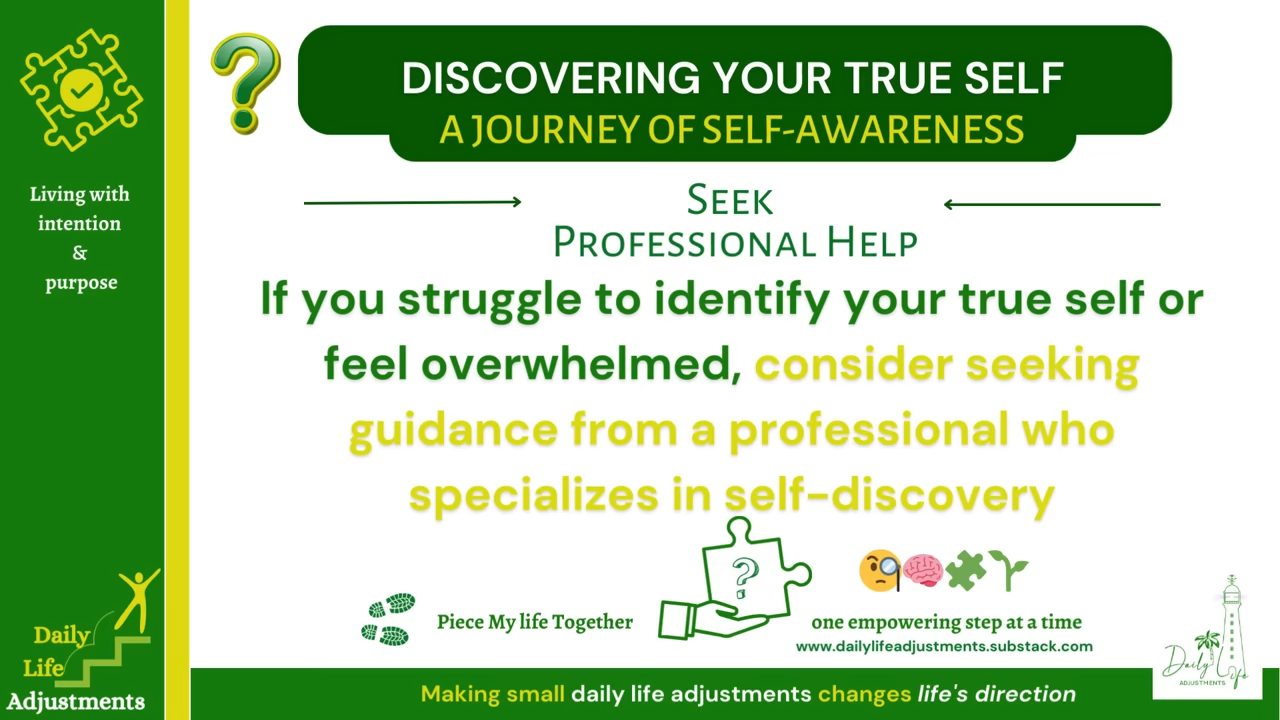 ?
DISCOVERING YOUR TRUE SELF
A JOURNEY OF SELF-AWARENESS
Living with
intention
&
purpose
SEEK
PROFESSIONAL HELP
If you struggle to identify your true self or
feel overwhelmed, consider seeking
guidance from a professional who
specializes in self-discovery
?
Piece My life Together
one empowering step at a time
www.dailylifeadjustments.substack.com
Daily
Life
Adjustments
Making small daily life adjustments changes life's direction
Daily Life
ADJUSTMENTS